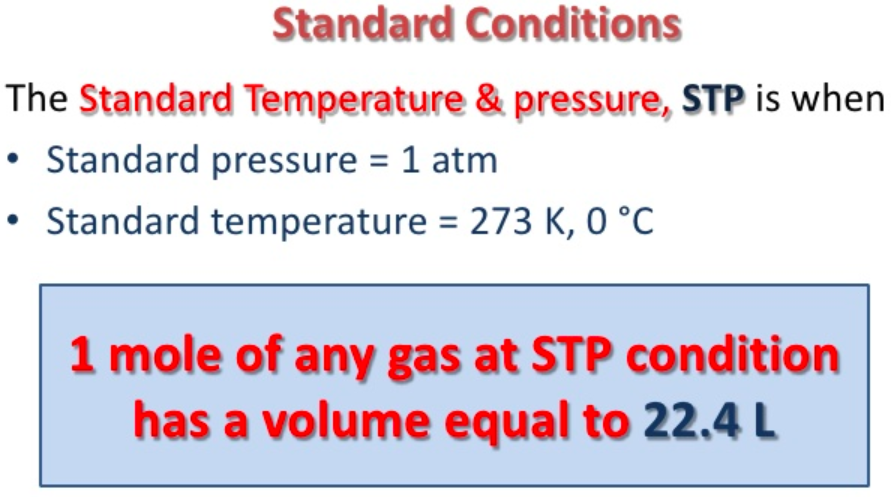 Standard Conditions
The Standard Temperature & pressure, STP is when
• Standard pressure = 1 atm
• Standard temperature = 273 K, 0 °C
1 mole of any gas at STP condition
has a volume equal to 22.4 L